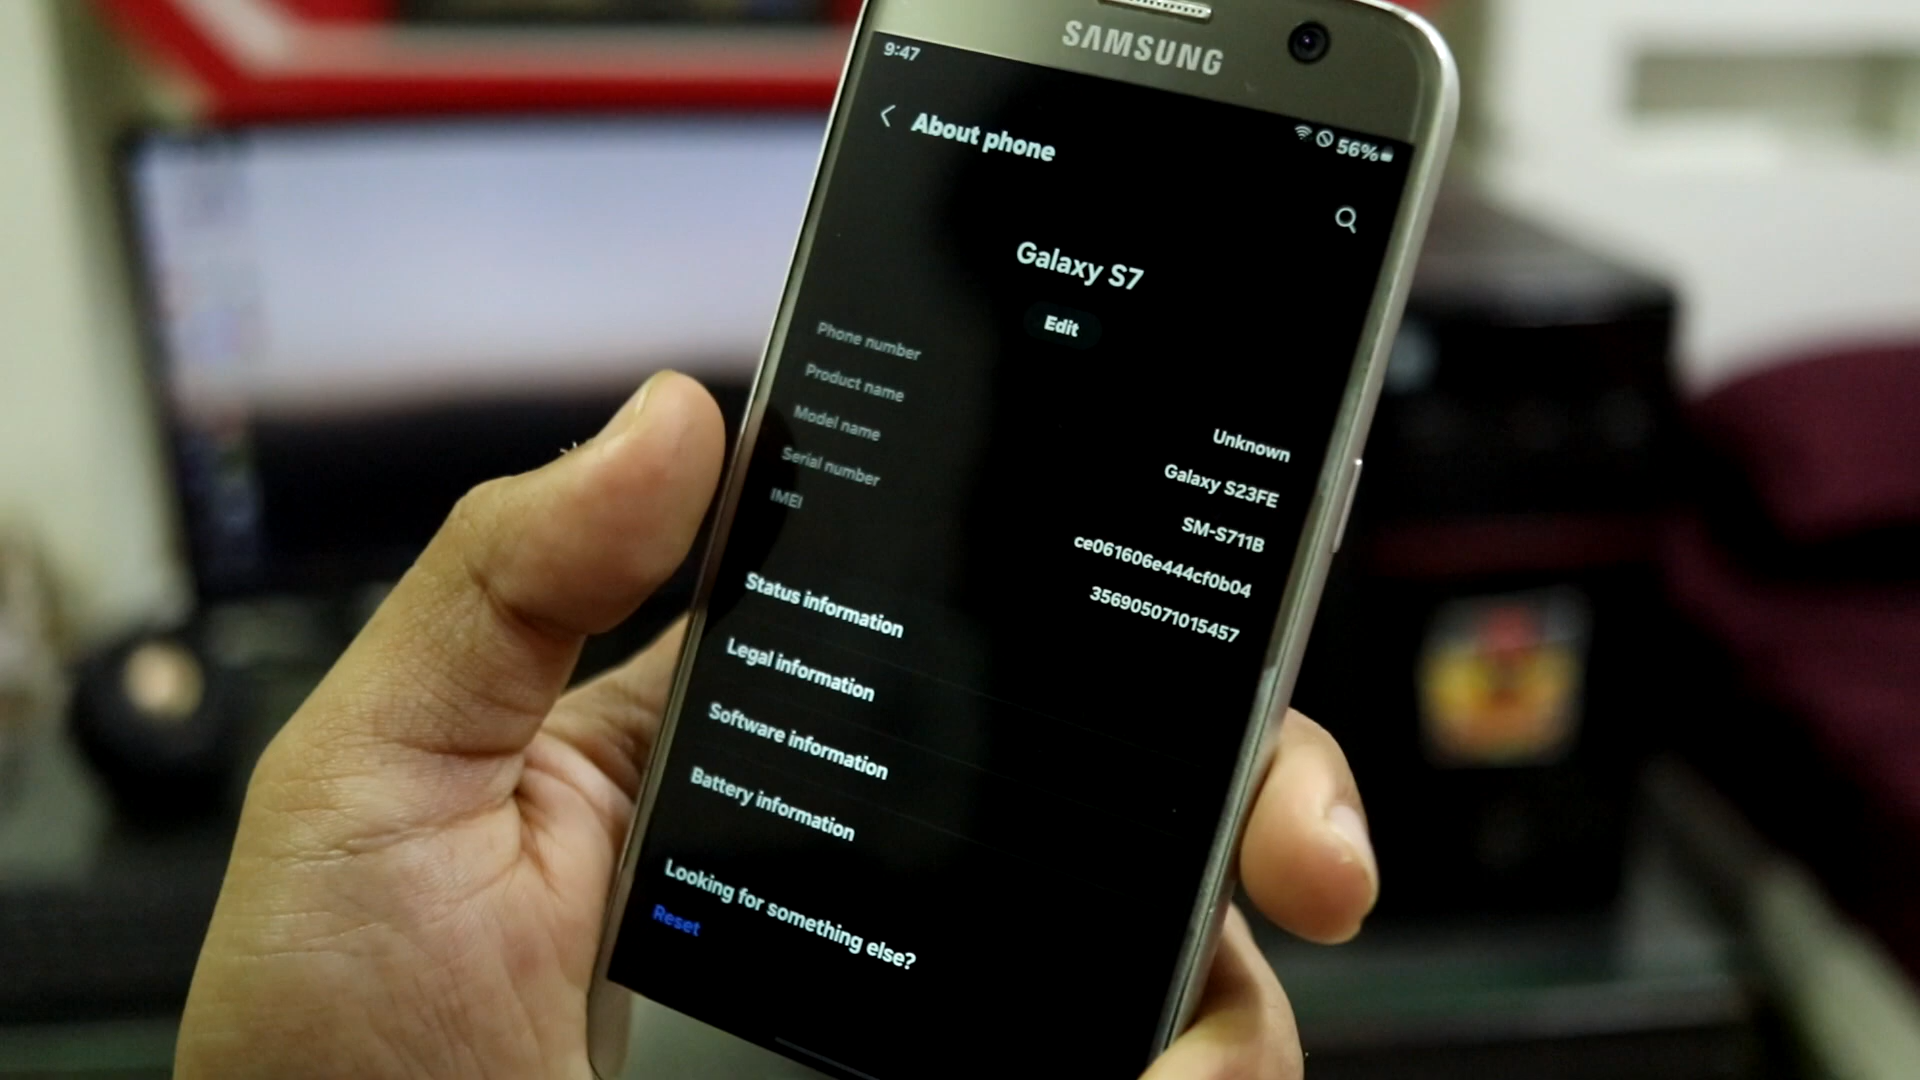 SAMSUNG
9:47
56%
About phone
Galaxy S7
Edit
Phone number
Unknown
Product name
Galaxy S23FE
Model name
SM-S711B
Serial number
ce061606e444cf0b04
IMEI
356905071015457
Status information
Legal information
Software information
Battery information
Looking for something else?
Reset